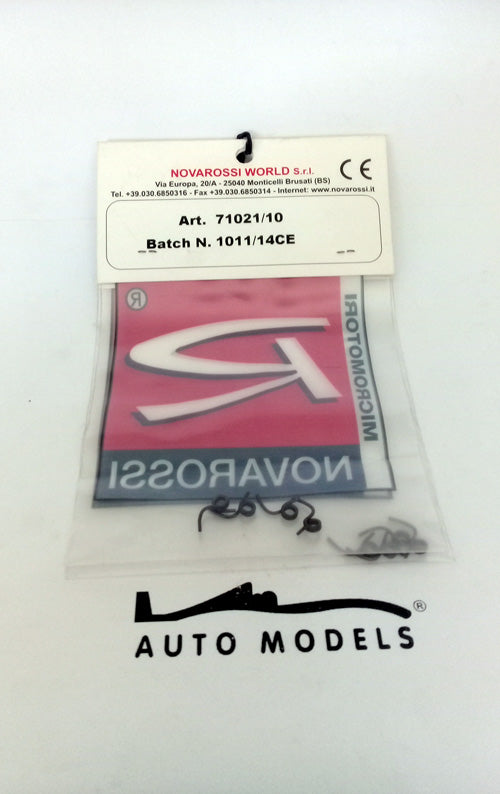 NOVAROSSI WORLD S.r.l.
Via Europa, 20/A - 25040 Monticelli Brusati (BS)
Tel. +39.030.6850316 - Fax +39.030.6850314 - Internet: www.novarossi.it
CE
Art. 71021/10
Batch N. 1011/14CE
®
MICROMOTORI
NOVAROSSI
®
AUTO MODELS